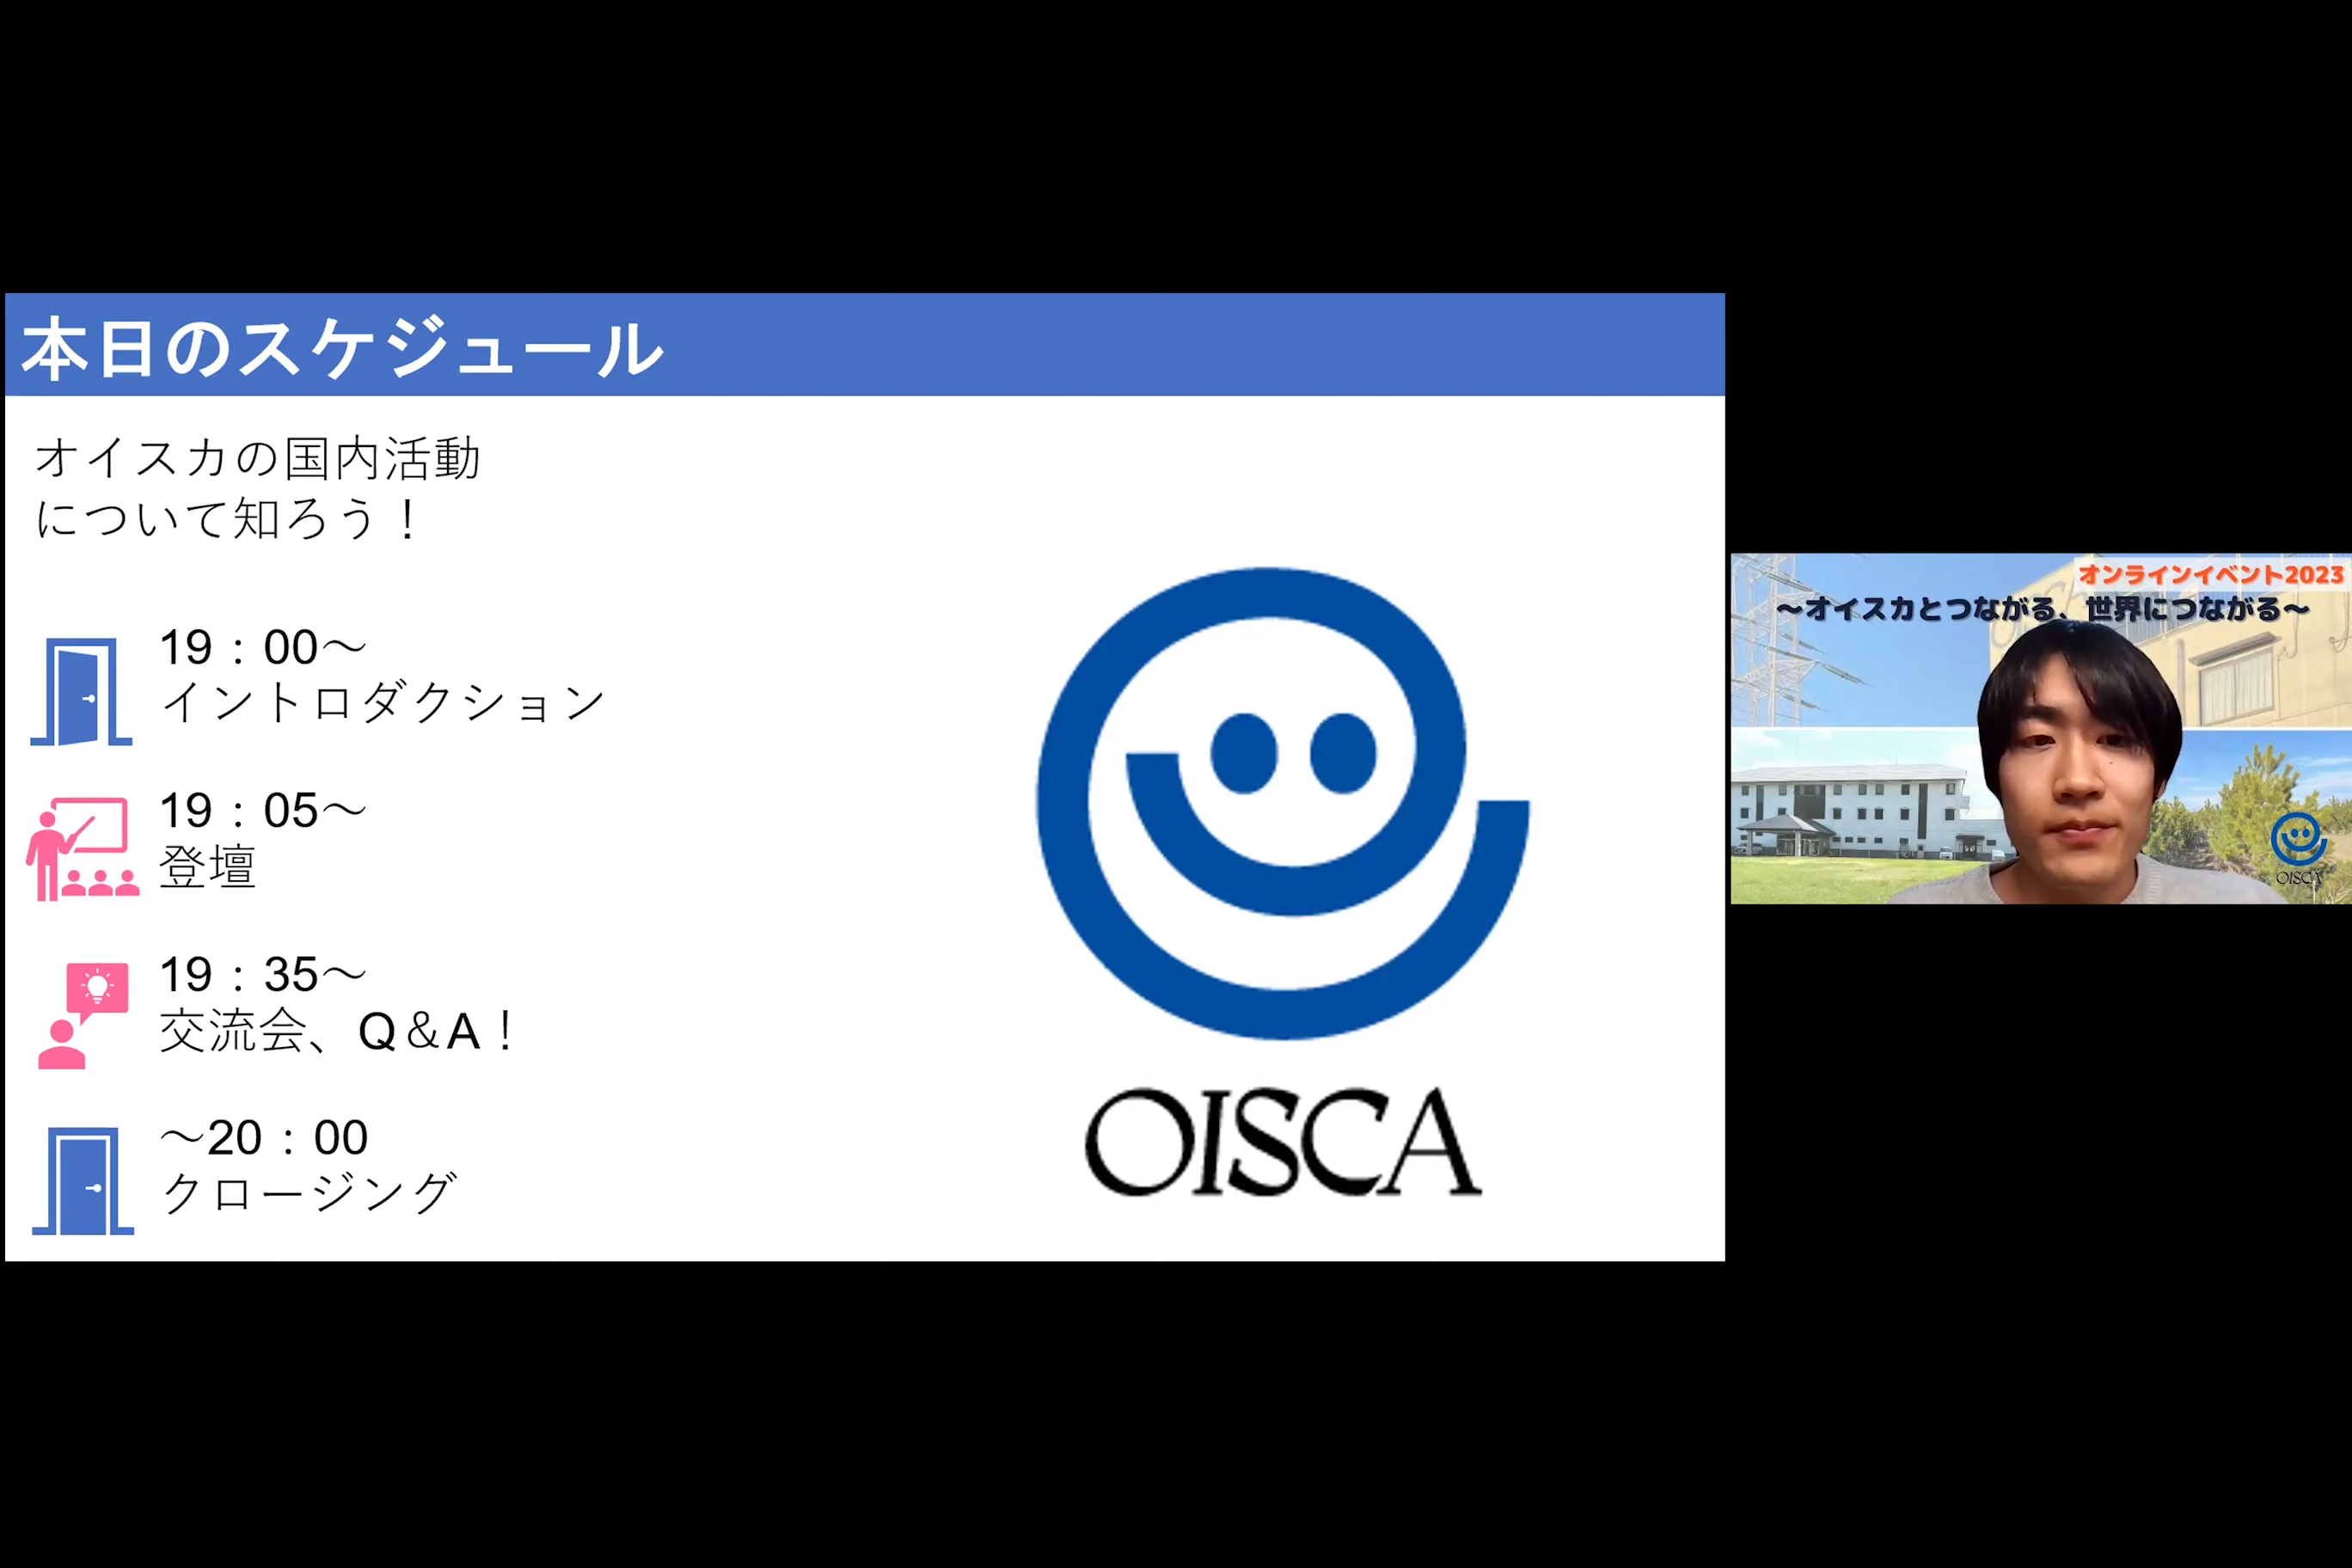 本日のスケジュール
オイスカの国内活動
について知ろう！
19：00～
イントロダクション
19：05～
登壇
19：35～
交流会、Q＆A！
～20：00
クロージング
OISCA
オンラインイベント2023
～オイスカとつながる、世界につながる～
OISCA